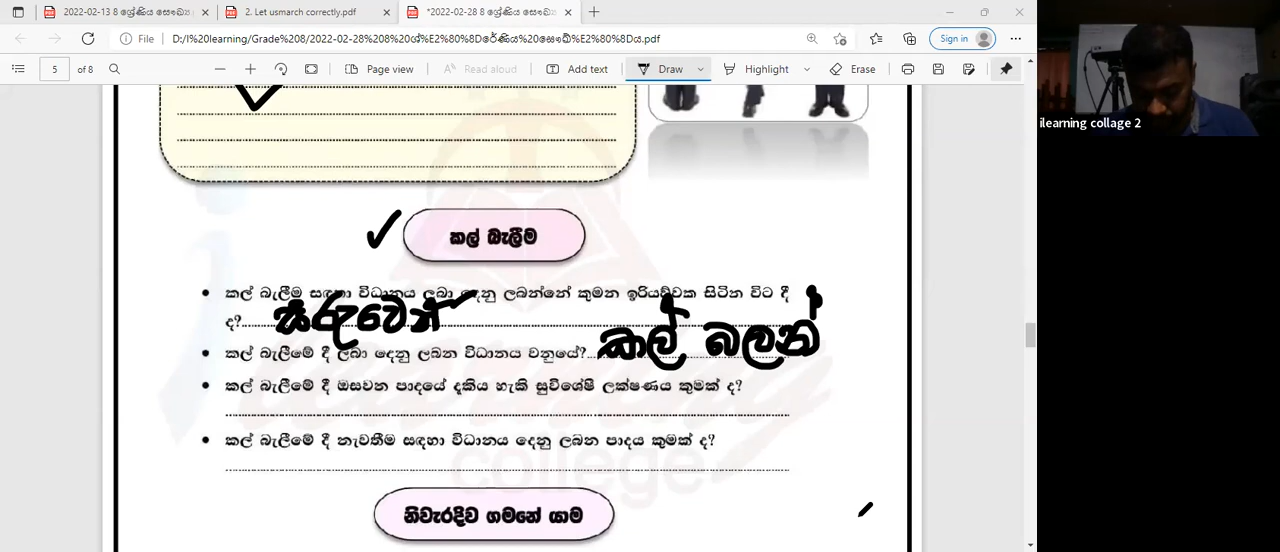 2022-02-13 8 ශ්‍රේණිය සෞඛ්‍ය
2. Let usmarch correctly.pdf
*2022-02-28 8 ශ්‍රේණිය සෞඛ්‍ය
File D:/I%20learning/Grade%208/2022-02-28%208%20ශ්%E2%80%8Dරේණිය%20සෞඛ්%E2%80%8Dය.pdf Sign in
5 of 8 Page view Read aloud Add text Draw Highlight Erase
ilearning collage 2
කල් බැලීම
• කල් බැලීම සඳහා විධානය ලබා දෙනු ලබන්නේ කුමන ඉරියව්වක සිටින විට දී
ද? සීරුවෙන්
• කල් බැලීමේ දී ලබා දෙනු ලබන විධානය වනුයේ? කල් බලන්
• කල් බැලීමේ දී ඔසවන පාදයේ දැකිය හැකි සුවිශේෂී ලක්ෂණය කුමක් ද?
• කල් බැලීමේ දී නැවතීම සඳහා විධානය දෙනු ලබන පාදය කුමක් ද?
college
නිවැරදිව ගමනේ යාම